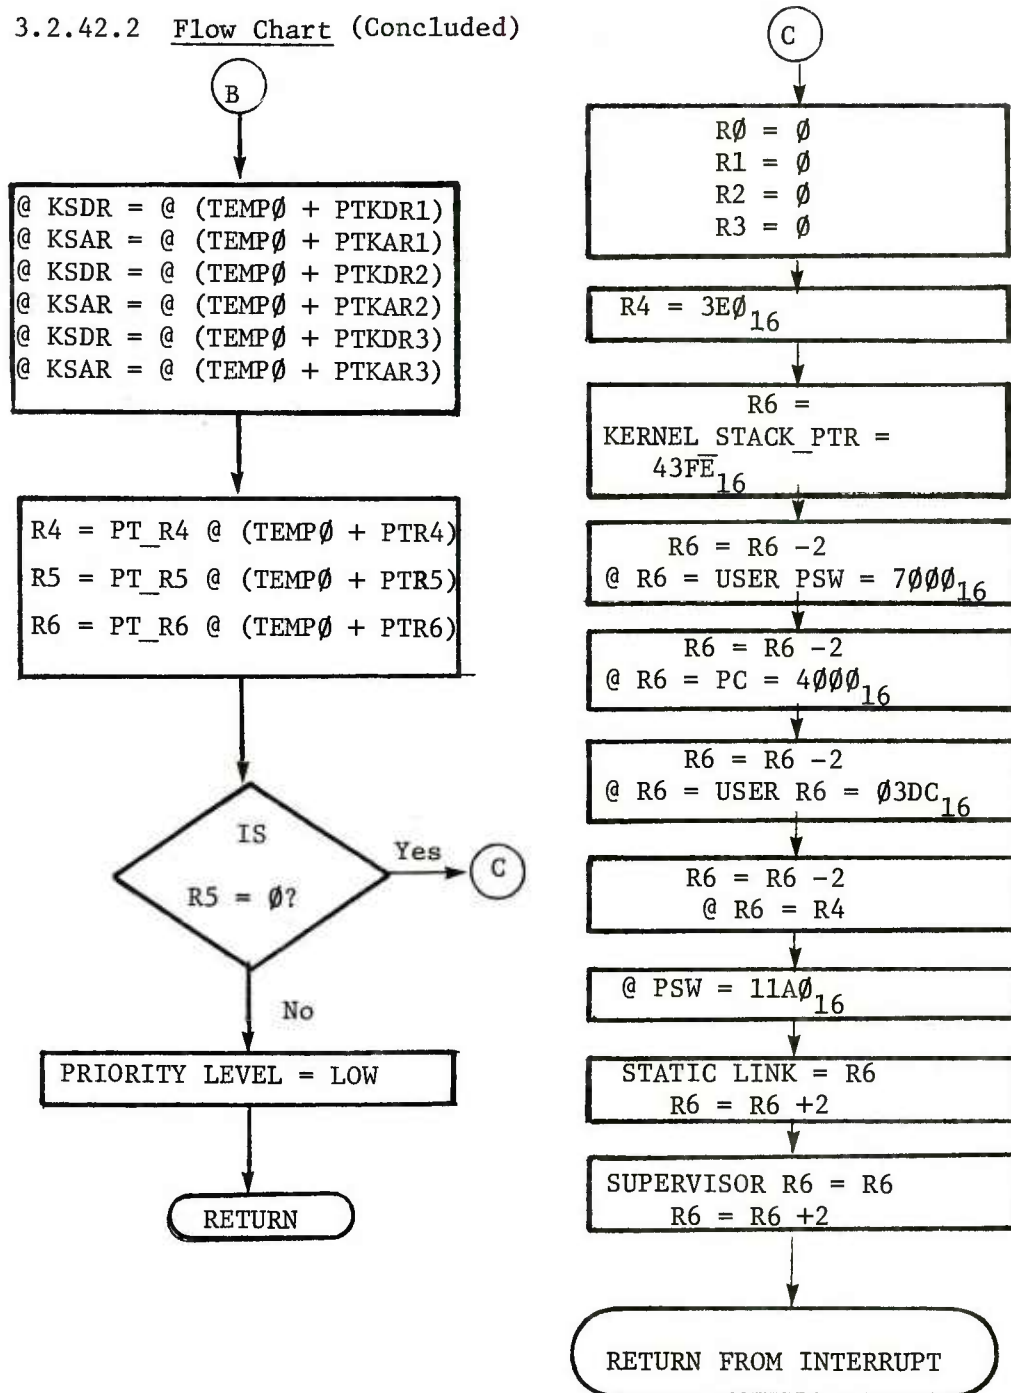 3.2.42.2 Flow Chart (Concluded)
B
@ KSDR = @ (TEMPØ + PTKDR1)
@ KSAR = @ (TEMPØ + PTKAR1)
@ KSDR = @ (TEMPØ + PTKDR2)
@ KSAR = @ (TEMPØ + PTKAR2)
@ KSDR = @ (TEMPØ + PTKDR3)
@ KSAR = @ (TEMPØ + PTKAR3)
R4 = PT_R4 @ (TEMPØ + PTR4)
R5 = PT_R5 @ (TEMPØ + PTR5)
R6 = PT_R6 @ (TEMPØ + PTR6)
IS
R5 = Ø?
Yes
C
No
PRIORITY LEVEL = LOW
RETURN
C
RØ = Ø
R1 = Ø
R2 = Ø
R3 = Ø
R4 = 3EØ16
R6 =
KERNEL STACK_PTR =
43FE16
R6 = R6 -2
@ R6 = USER PSW = 7ØØØ16
R6 = R6 -2
@ R6 = PC = 4ØØØ16
R6 = R6 -2
@ R6 = USER R6 = Ø3DC16
R6 = R6 -2
@ R6 = R4
@ PSW = 11AØ16
STATIC LINK = R6
R6 = R6 +2
SUPERVISOR R6 = R6
R6 = R6 +2
RETURN FROM INTERRUPT